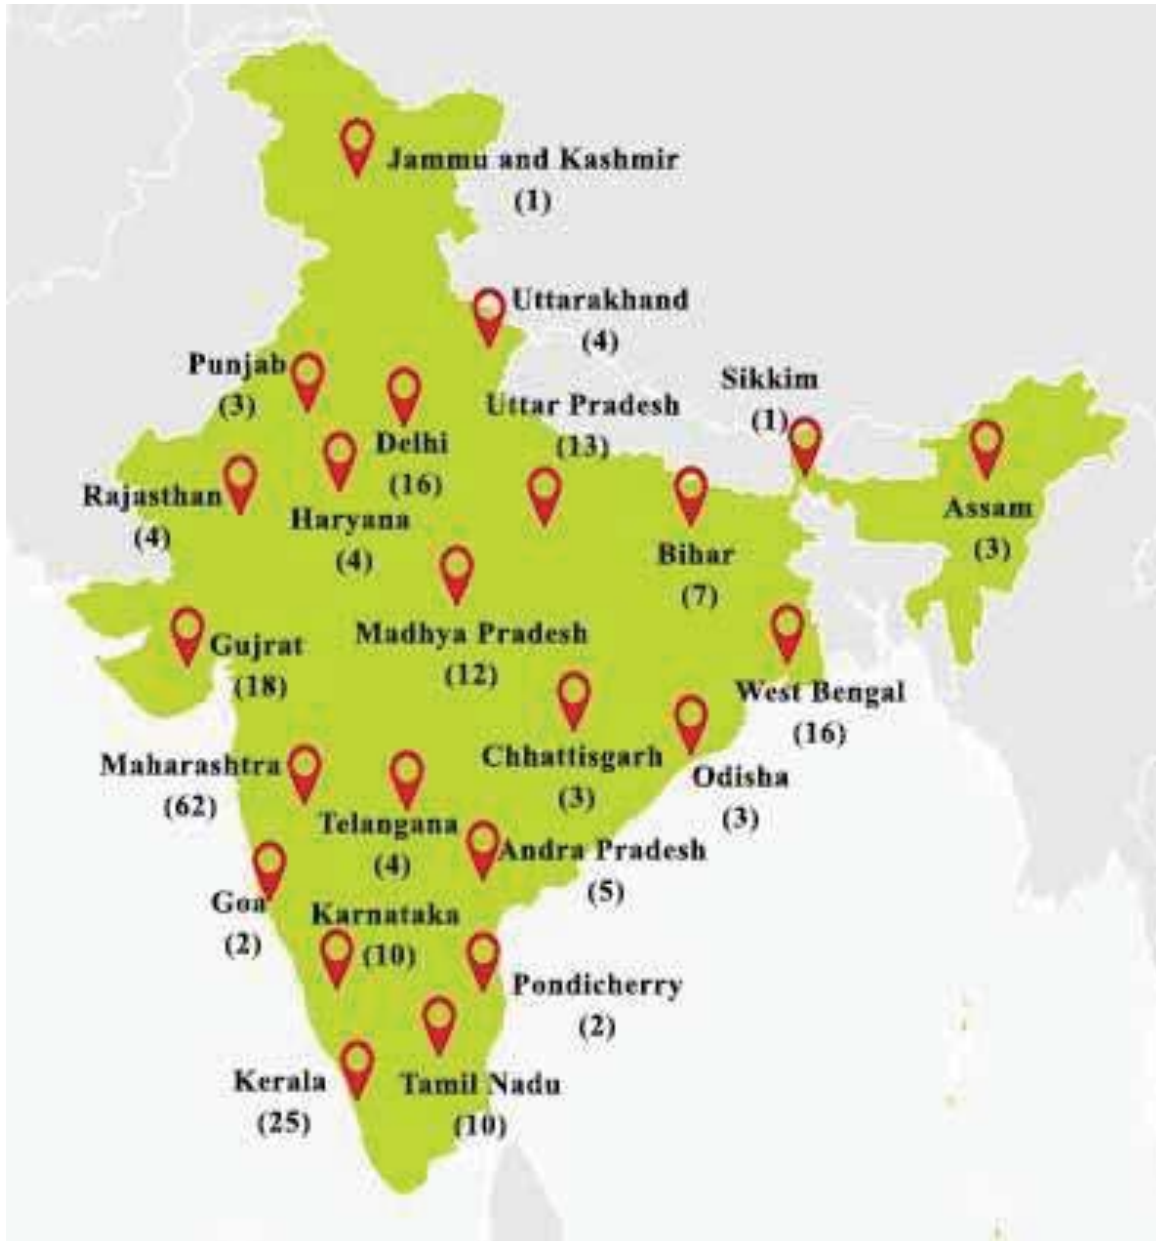 Jammu and Kashmir
(1)
Uttarakhand
(4)
Punjab
(3)
Delhi
(16)
Uttar Pradesh
(13)
Sikkim
(1)
Assam
(3)
Rajasthan
(4)
Haryana
(4)
Bihar
(7)
Madhya Pradesh
(12)
Gujrat
(18)
West Bengal
(16)
Chhattisgarh
(3)
Odisha
(3)
Maharashtra
(62)
Telangana
(4)
Andra Pradesh
(5)
Goa
(2)
Karnataka
(10)
Pondicherry
(2)
Kerala
(25)
Tamil Nadu
(10)